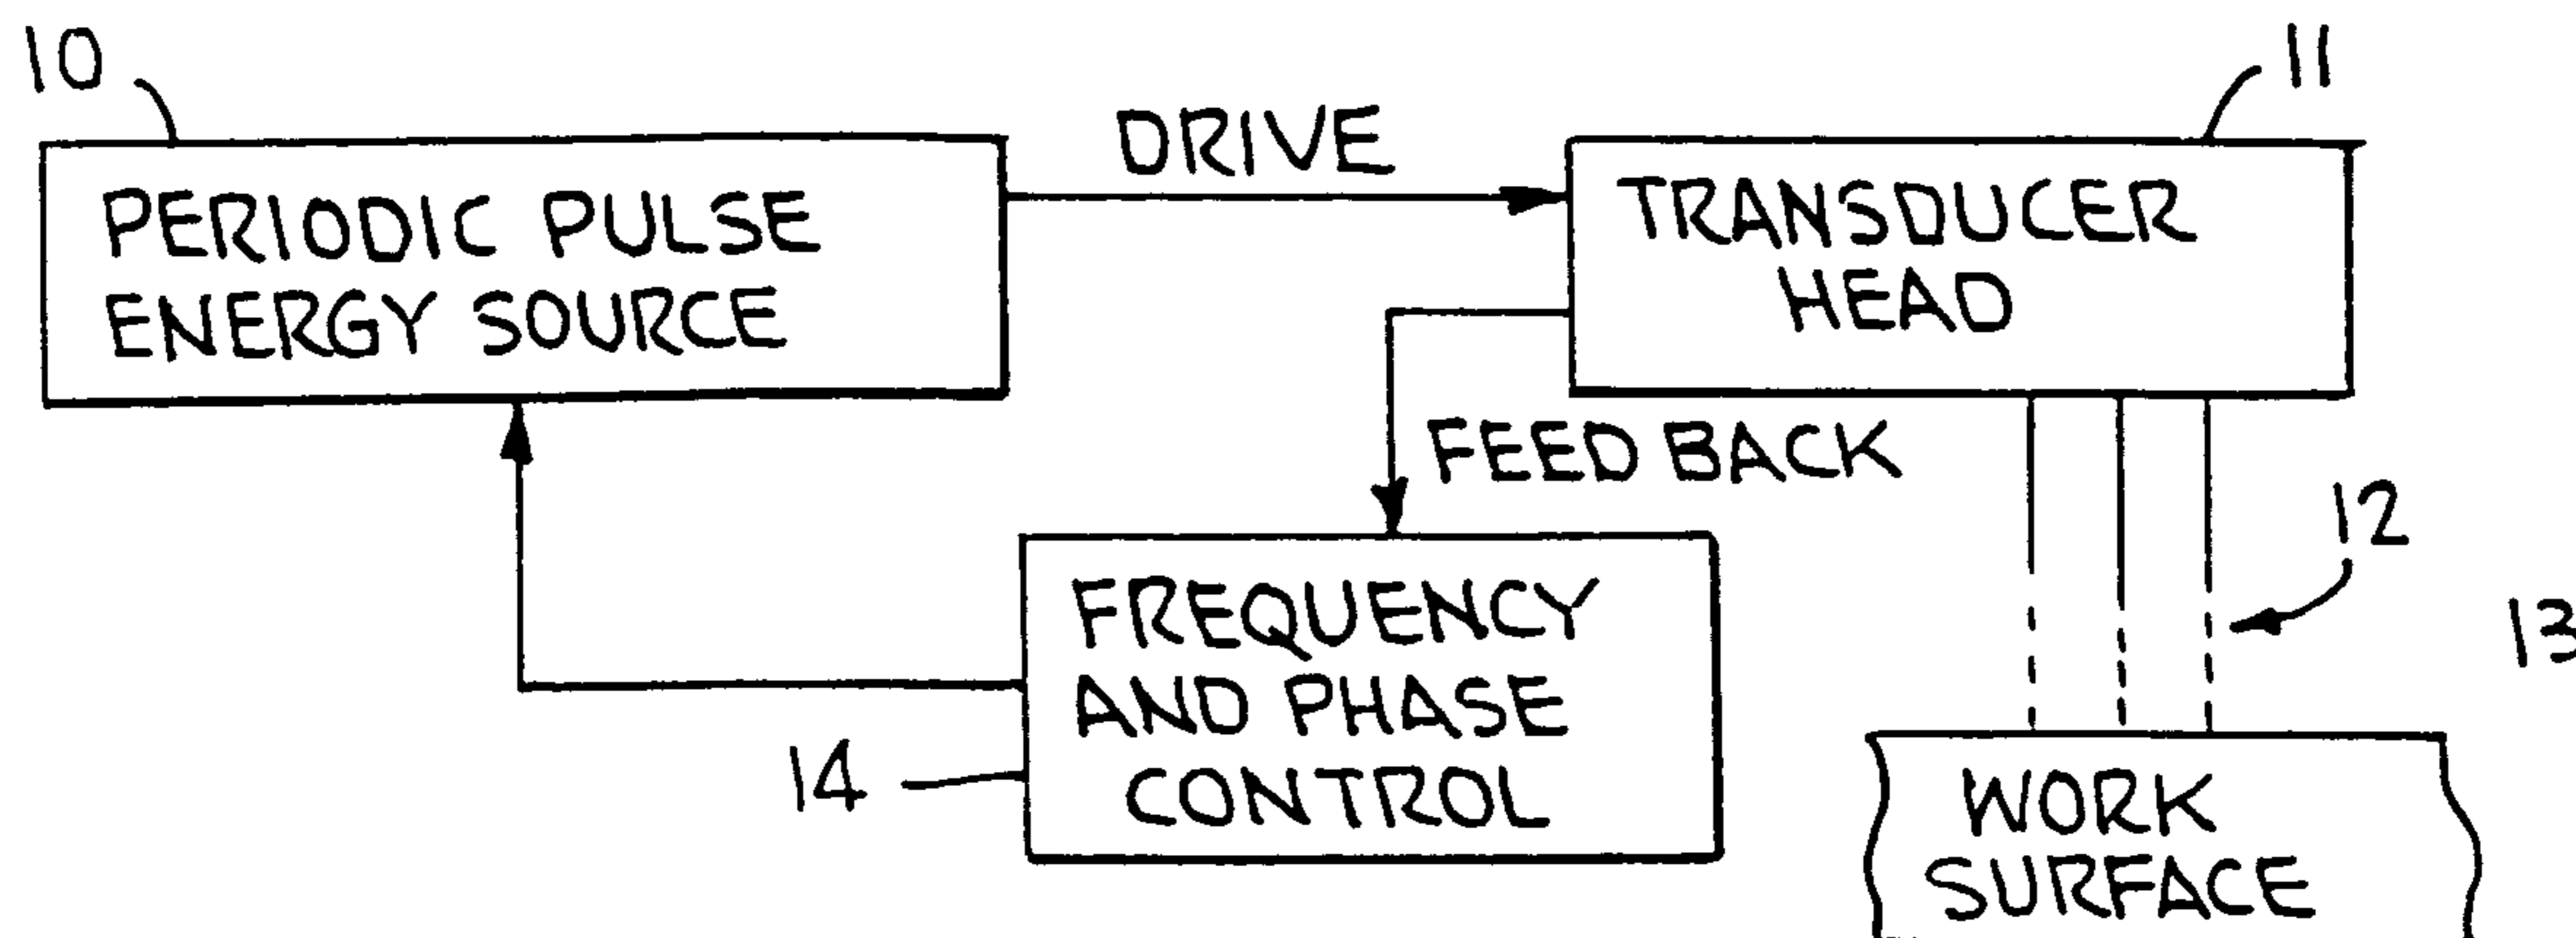 10
11
DRIVE
PERIODIC PULSE
ENERGY SOURCE
TRANSDUCER
HEAD
FEED BACK
12
13
FREQUENCY
AND PHASE
CONTROL
14
WORK
SURFACE